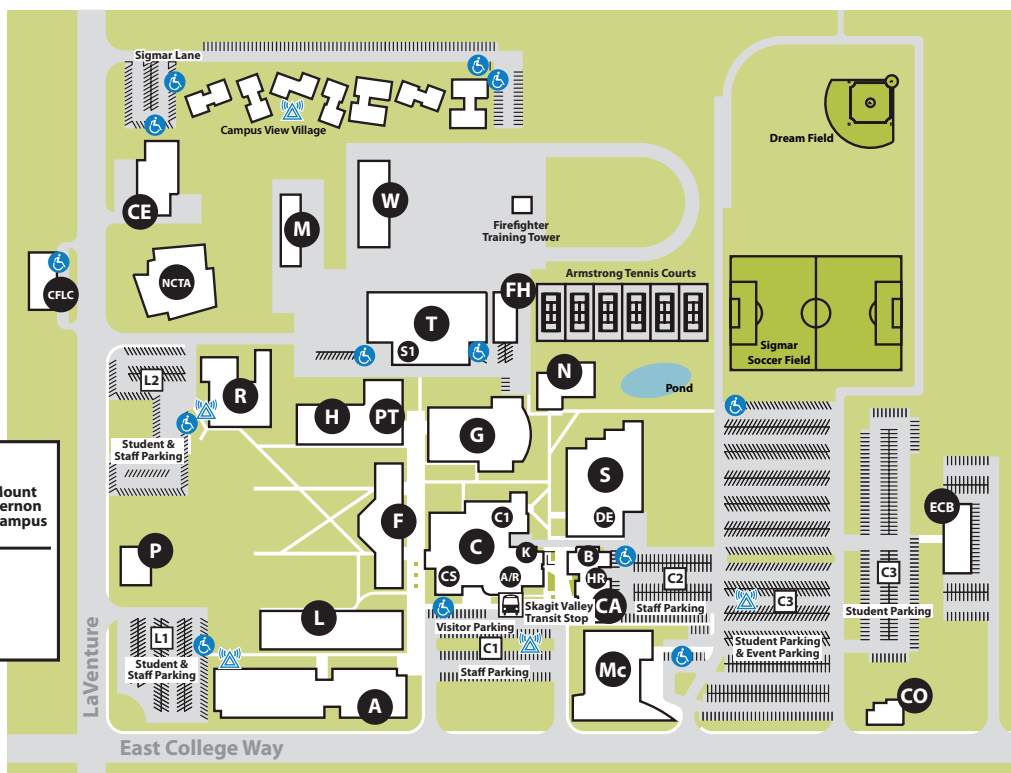 Sigmar Lane
Campus View Village
Dream Field
CE
M
W
Firefighter
Training Tower
CFLC
NCTA
Armstrong Tennis Courts
FH
T
S1
Sigmar
Soccer Field
N
Pond
L2
R
H
PT
G
Student &
Staff Parking
S
F
C1
DE
ECB
Campus
P
C
K
B
CS
A/R
HR
C2
C3
C3
CA
Skagit Valley
Transit Stop
Staff Parking
Student Parking
L
Visitor Parking
L1
C1
Student Parking
& Event Parking
Student &
Staff Parking
Staff Parking
Mc
A
CO
LaVenture
East College Way